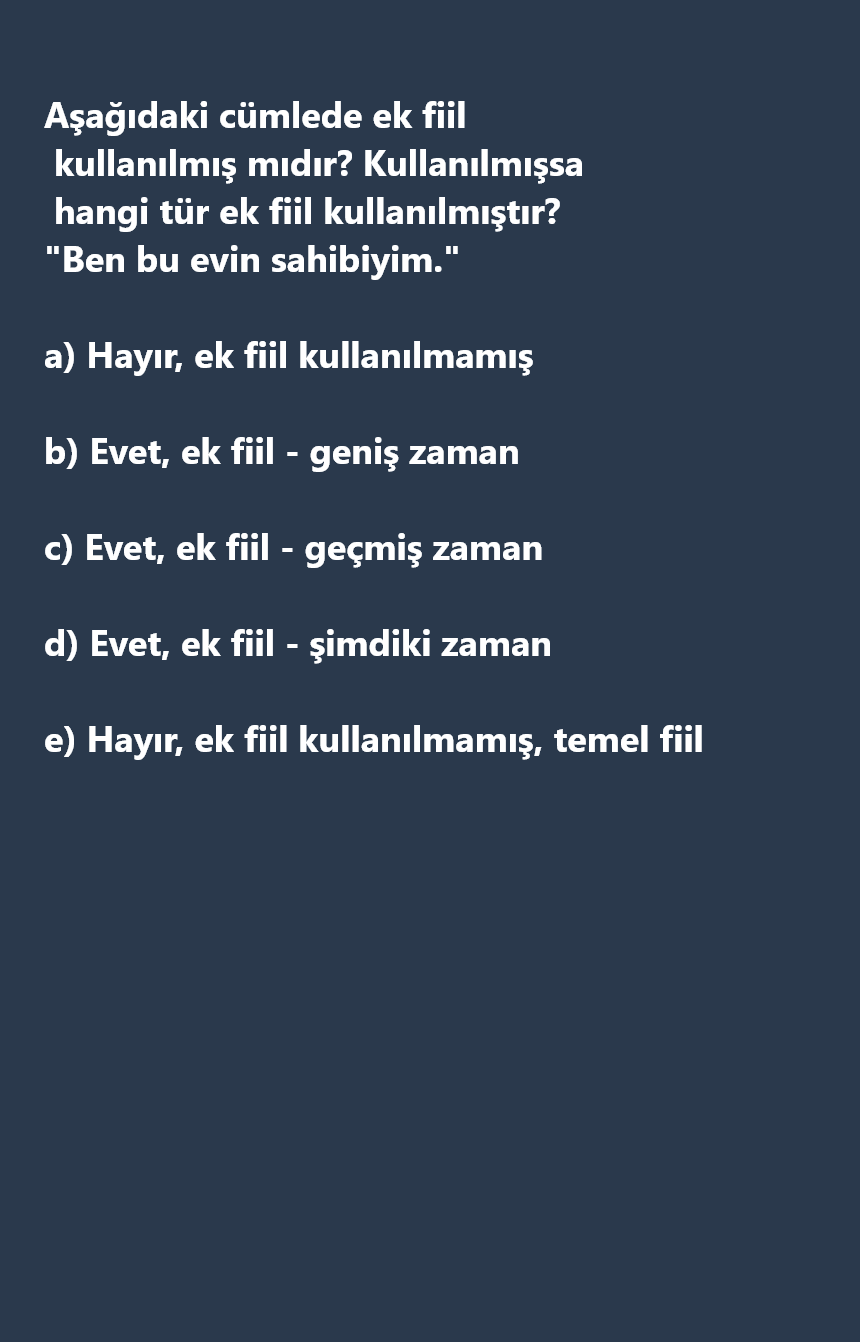 Aşağıdaki cümlede ek fiil
kullanılmış mıdır? Kullanılmışsa
hangi tür ek fiil kullanılmıştır?
"Ben bu evin sahibiyim."
a) Hayır, ek fiil kullanılmamış
b) Evet, ek fiil - geniş zaman
c) Evet, ek fiil - geçmiş zaman
d) Evet, ek fiil - şimdiki zaman
e) Hayır, ek fiil kullanılmamış, temel fiil